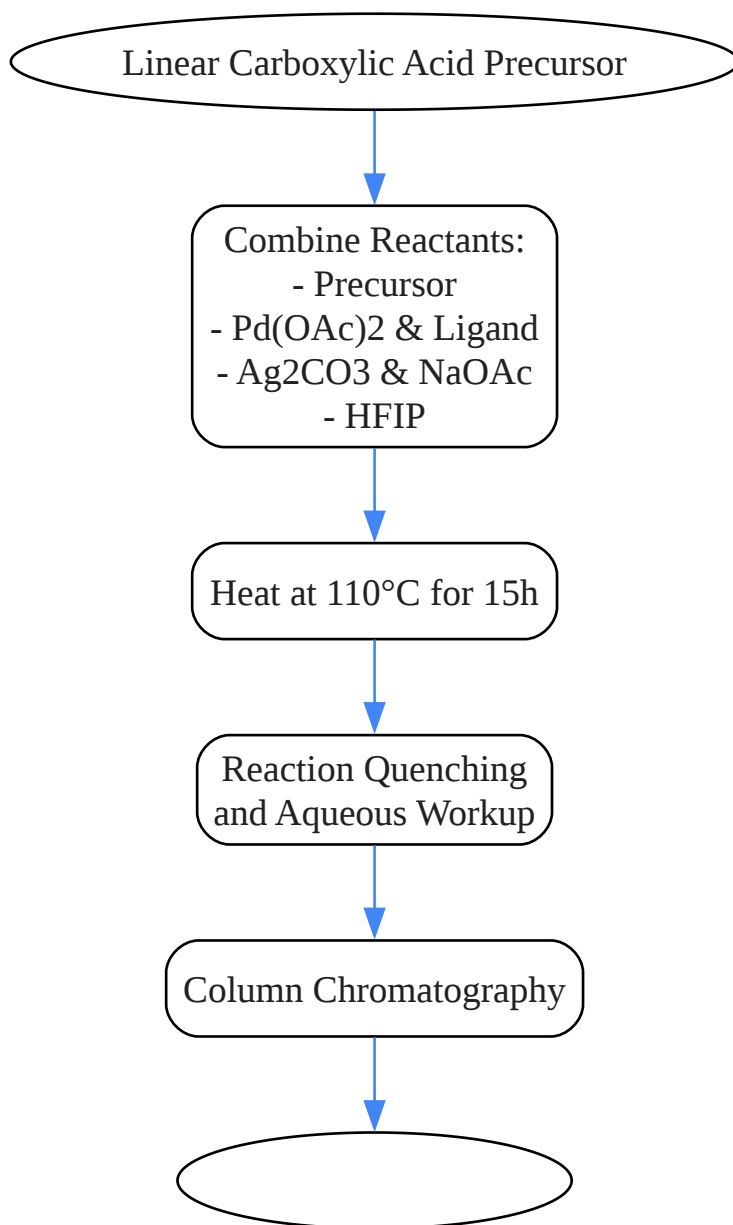 Linear Carboxylic Acid Precursor
Combine Reactants:
- Precursor
- Pd(OAc)2 & Ligand
- Ag2CO3 & NaOAc
- HFIP
Heat at 110°C for 15h
Reaction Quenching
and Aqueous Workup
Column Chromatography